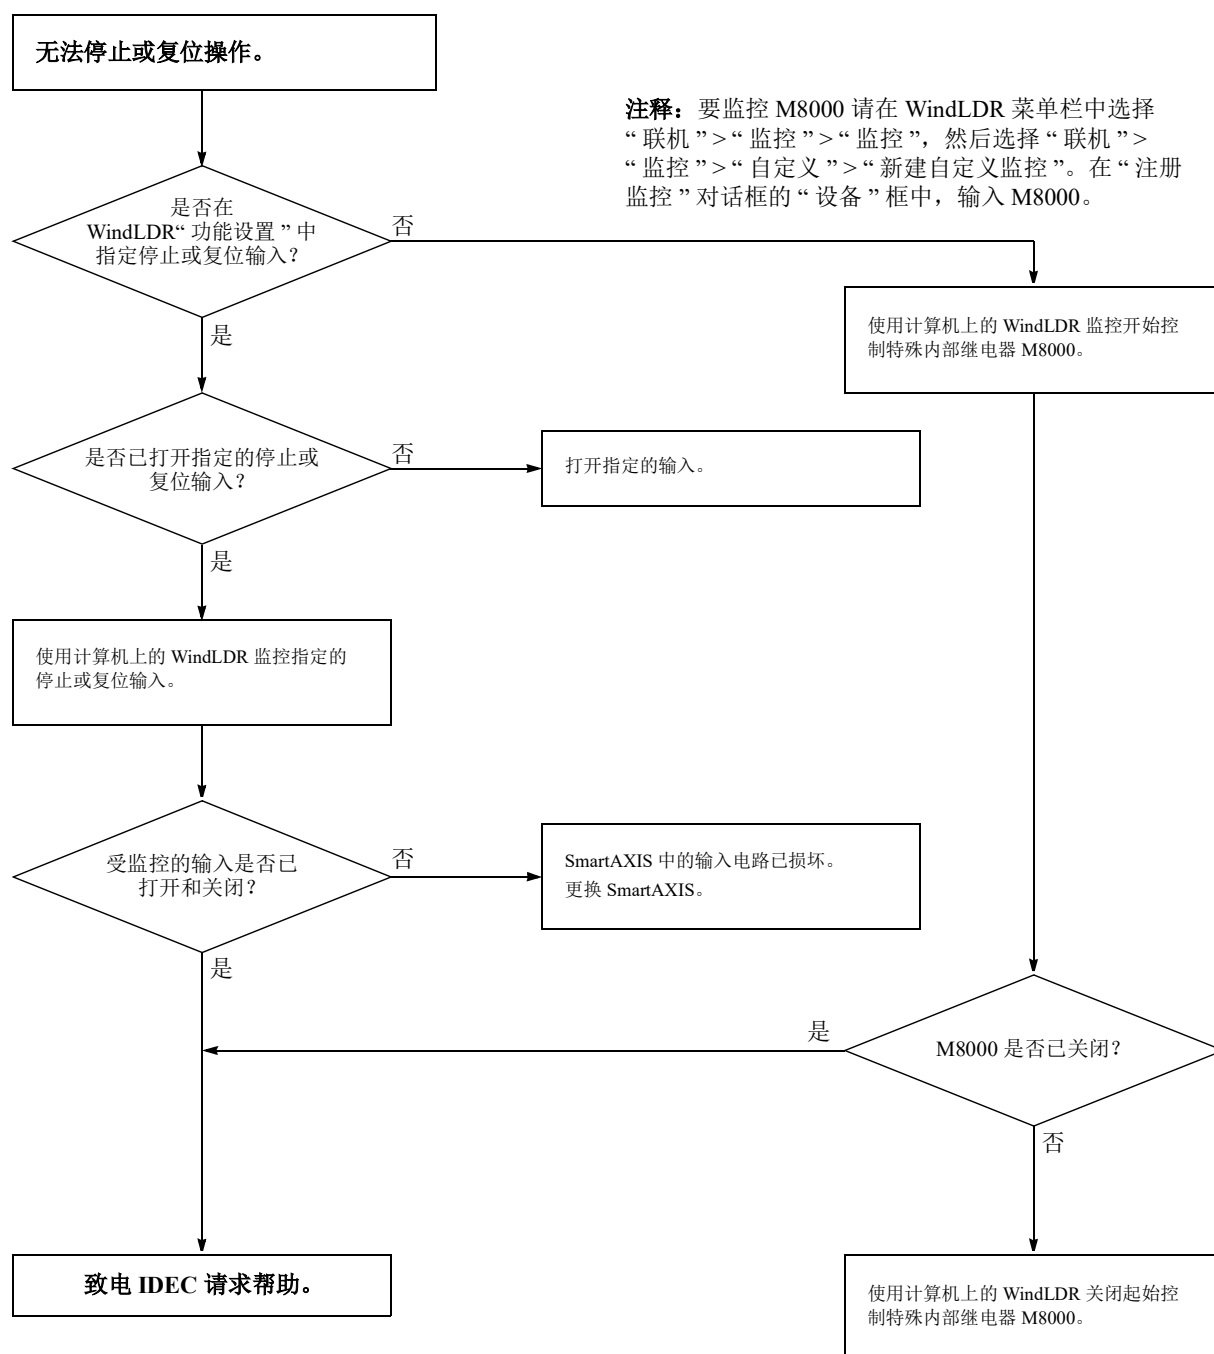 无法停止或复位操作。
注释：要监控 M8000 请在 WindLDR 菜单栏中选择
“ 联机 ” > “ 监控 ” > “ 监控 ”，然后选择 “ 联机 ” >
“ 监控 ” > “ 自定义 ” > “ 新建自定义监控 ”。在 “ 注册
监控 ” 对话框的 “ 设备 ” 框中，输入 M8000。
是否在
WindLDR“ 功能设置 ” 中
指定停止或复位输入？
否
是
使用计算机上的 WindLDR 监控开始控
制特殊内部继电器 M8000。
是否已打开指定的停止或
复位输入？
否
打开指定的输入。
是
使用计算机上的 WindLDR 监控指定的
停止或复位输入。
受监控的输入是否已
打开和关闭？
否
SmartAXIS 中的输入电路已损坏。
更换 SmartAXIS。
是
是
M8000 是否已关闭？
否
致电 IDEC 请求帮助。
使用计算机上的 WindLDR 关闭起始控
制特殊内部继电器 M8000。